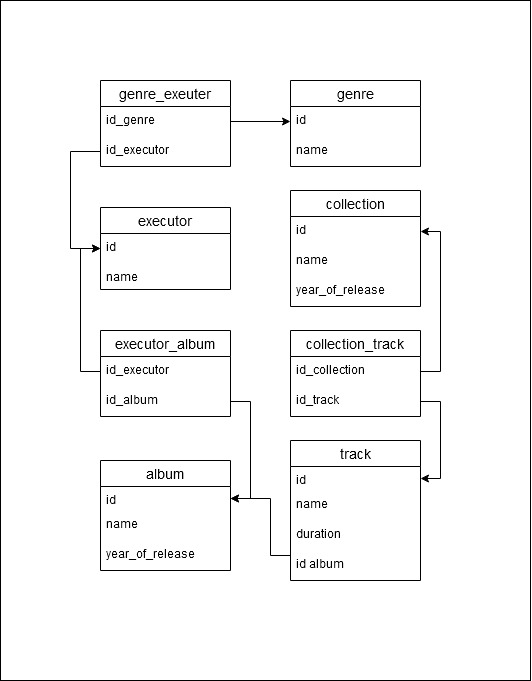 genre_exeuter
id_genre
id_executor
genre
id
name
executor
id
name
collection
id
name
year_of_release
executor_album
id_executor
id_album
collection_track
id_collection
id_track
album
id
name
year_of_release
track
id
name
duration
id album